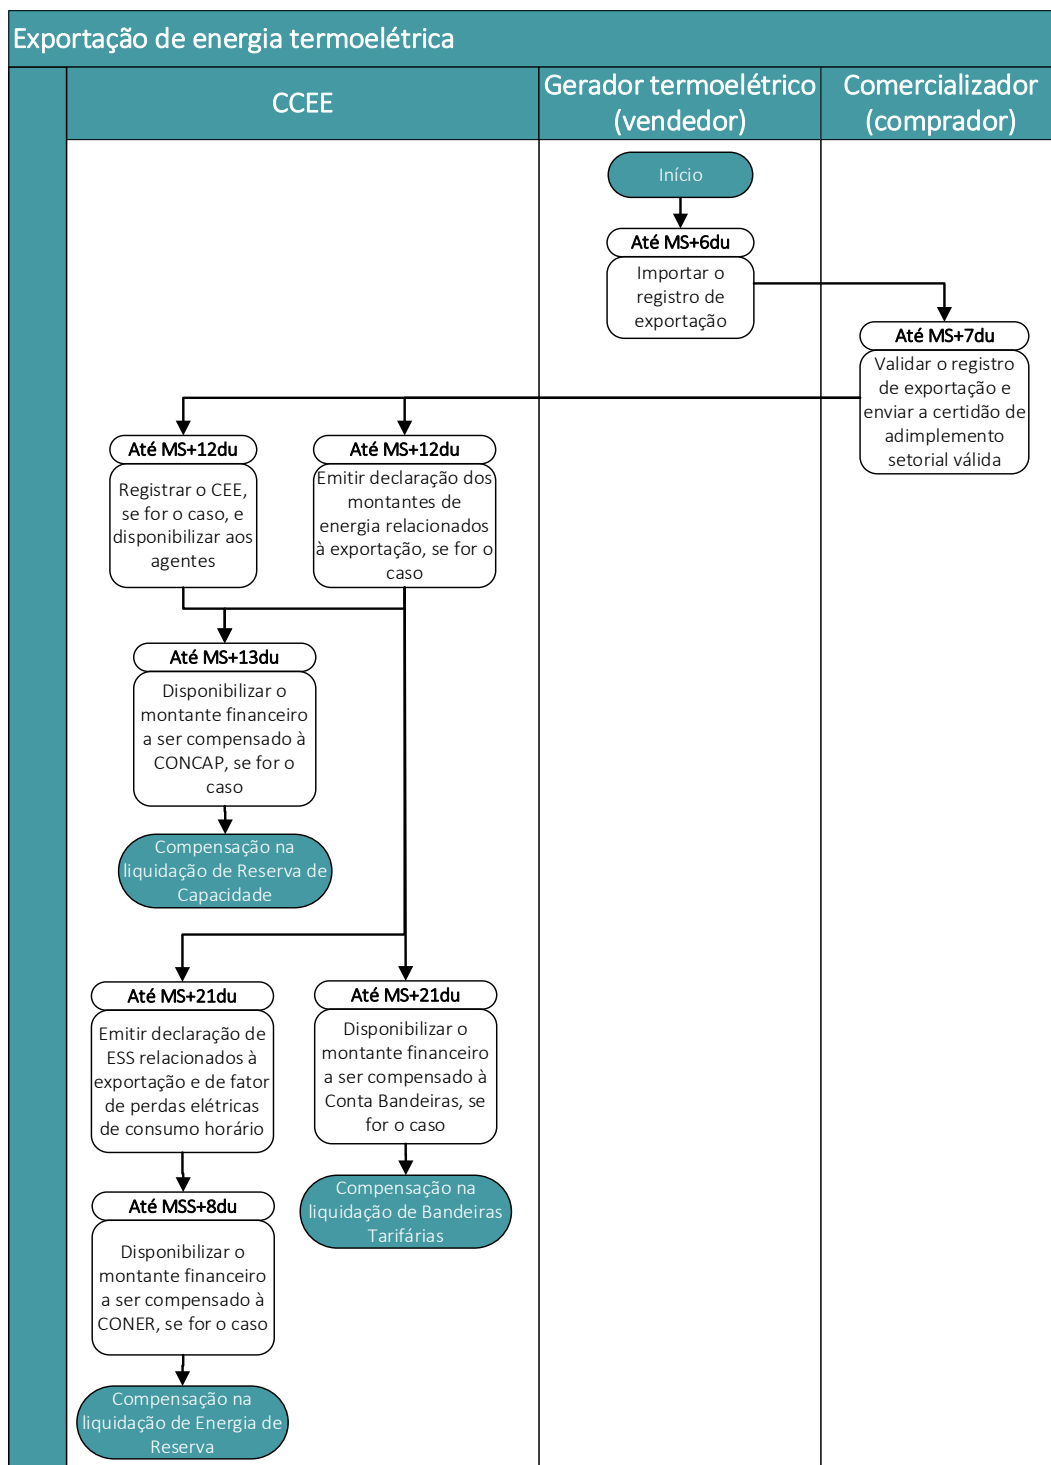 Exportação de energia termoelétrica
CCEE
Gerador termoelétrico
(vendedor)
Comercializador
(comprador)
Início
Até MS+6du
Importar o
registro de
exportação
Até MS+7du
Validar o registro
de exportação e
enviar a certidão de
adimplemento
setorial válida
Até MS+12du
Registrar o CEE,
se for o caso, e
disponibilizar aos
agentes
Até MS+12du
Emitir declaração dos
montantes de
energia relacionados
à exportação, se for o
caso
Até MS+13du
Disponibilizar o
montante financeiro
a ser compensado à
CONCAP, se for o
caso
Compensação na
liquidação de Reserva de
Capacidade
Até MS+21du
Emitir declaração de
ESS relacionados à
exportação e de fator
de perdas elétricas
de consumo horário
Até MS+21du
Disponibilizar o
montante financeiro
a ser compensado à
Conta Bandeiras, se
for o caso
Compensação na
liquidação de Bandeiras
Tarifárias
Até MSS+8du
Disponibilizar o
montante financeiro
a ser compensado à
CONER, se for o caso
Compensação na
liquidação de Energia de
Reserva